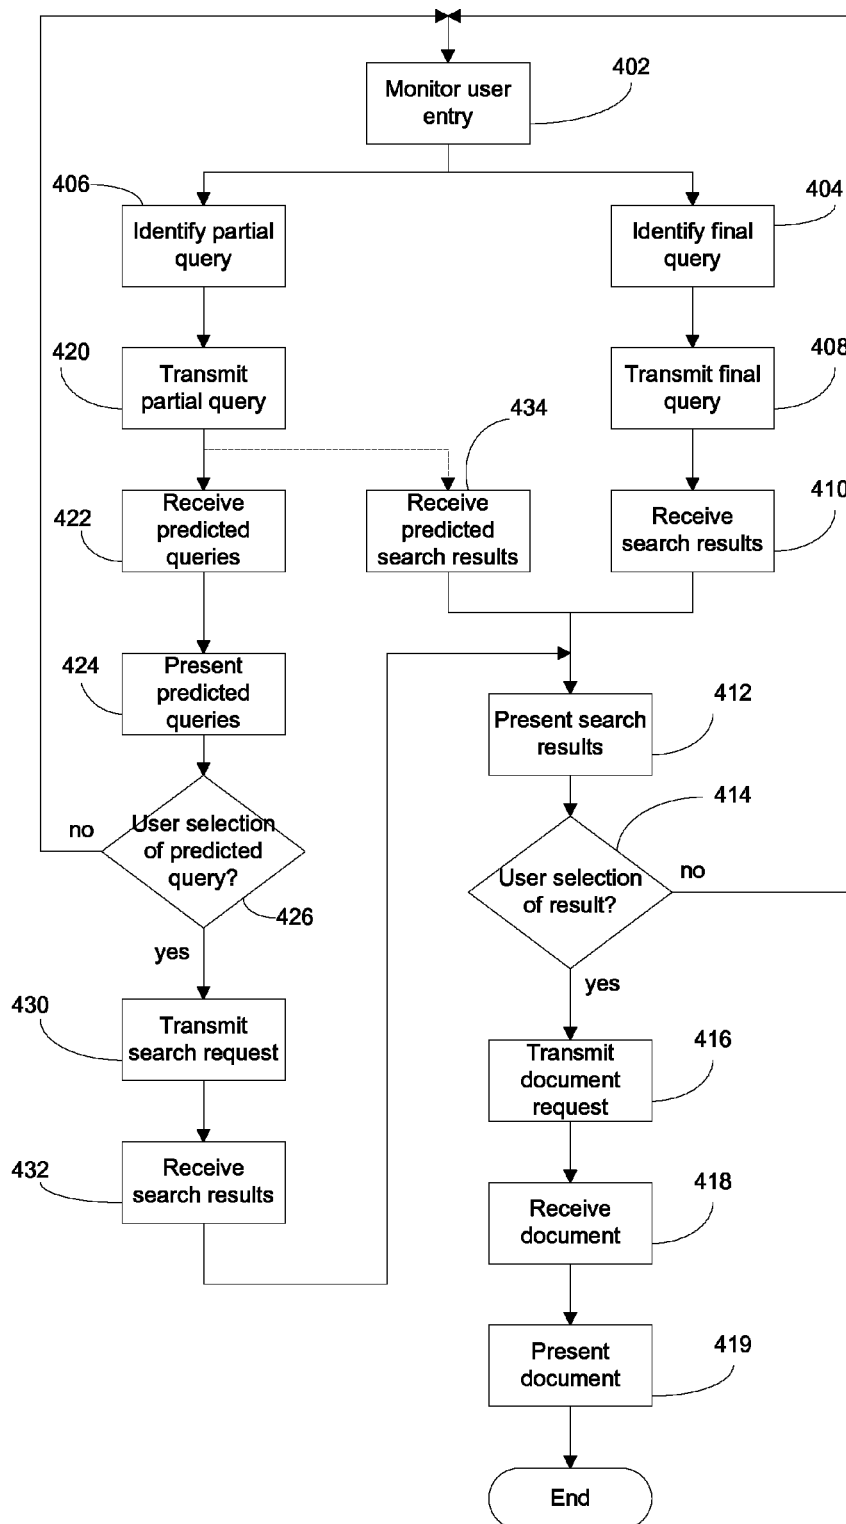 402
Monitor user
entry
406
404
Identify partial
query
Identify final
query
420
408
Transmit
partial query
Transmit final
query
434
422
Receive
predicted
queries
Receive
predicted
search results
410
Receive
search results
424
Present
predicted
queries
412
Present search
results
414
no
User selection
of predicted
query?
426
User selection
of result?
no
yes
yes
430
Transmit
search request
416
Transmit
document
request
432
Receive
search results
418
Receive
document
419
Present
document
End